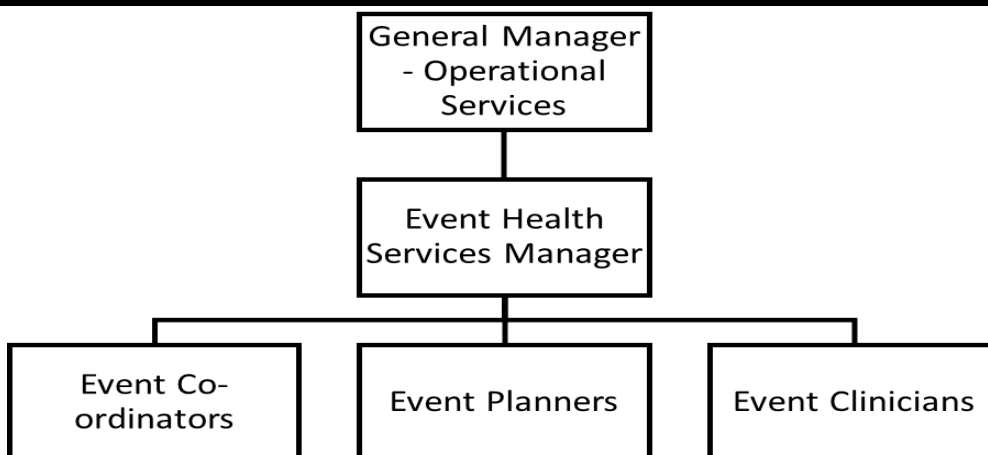 General Manager
- Operational
Services
Event Health
Services Manager
Event Co-
ordinators
Event Planners
Event Clinicians